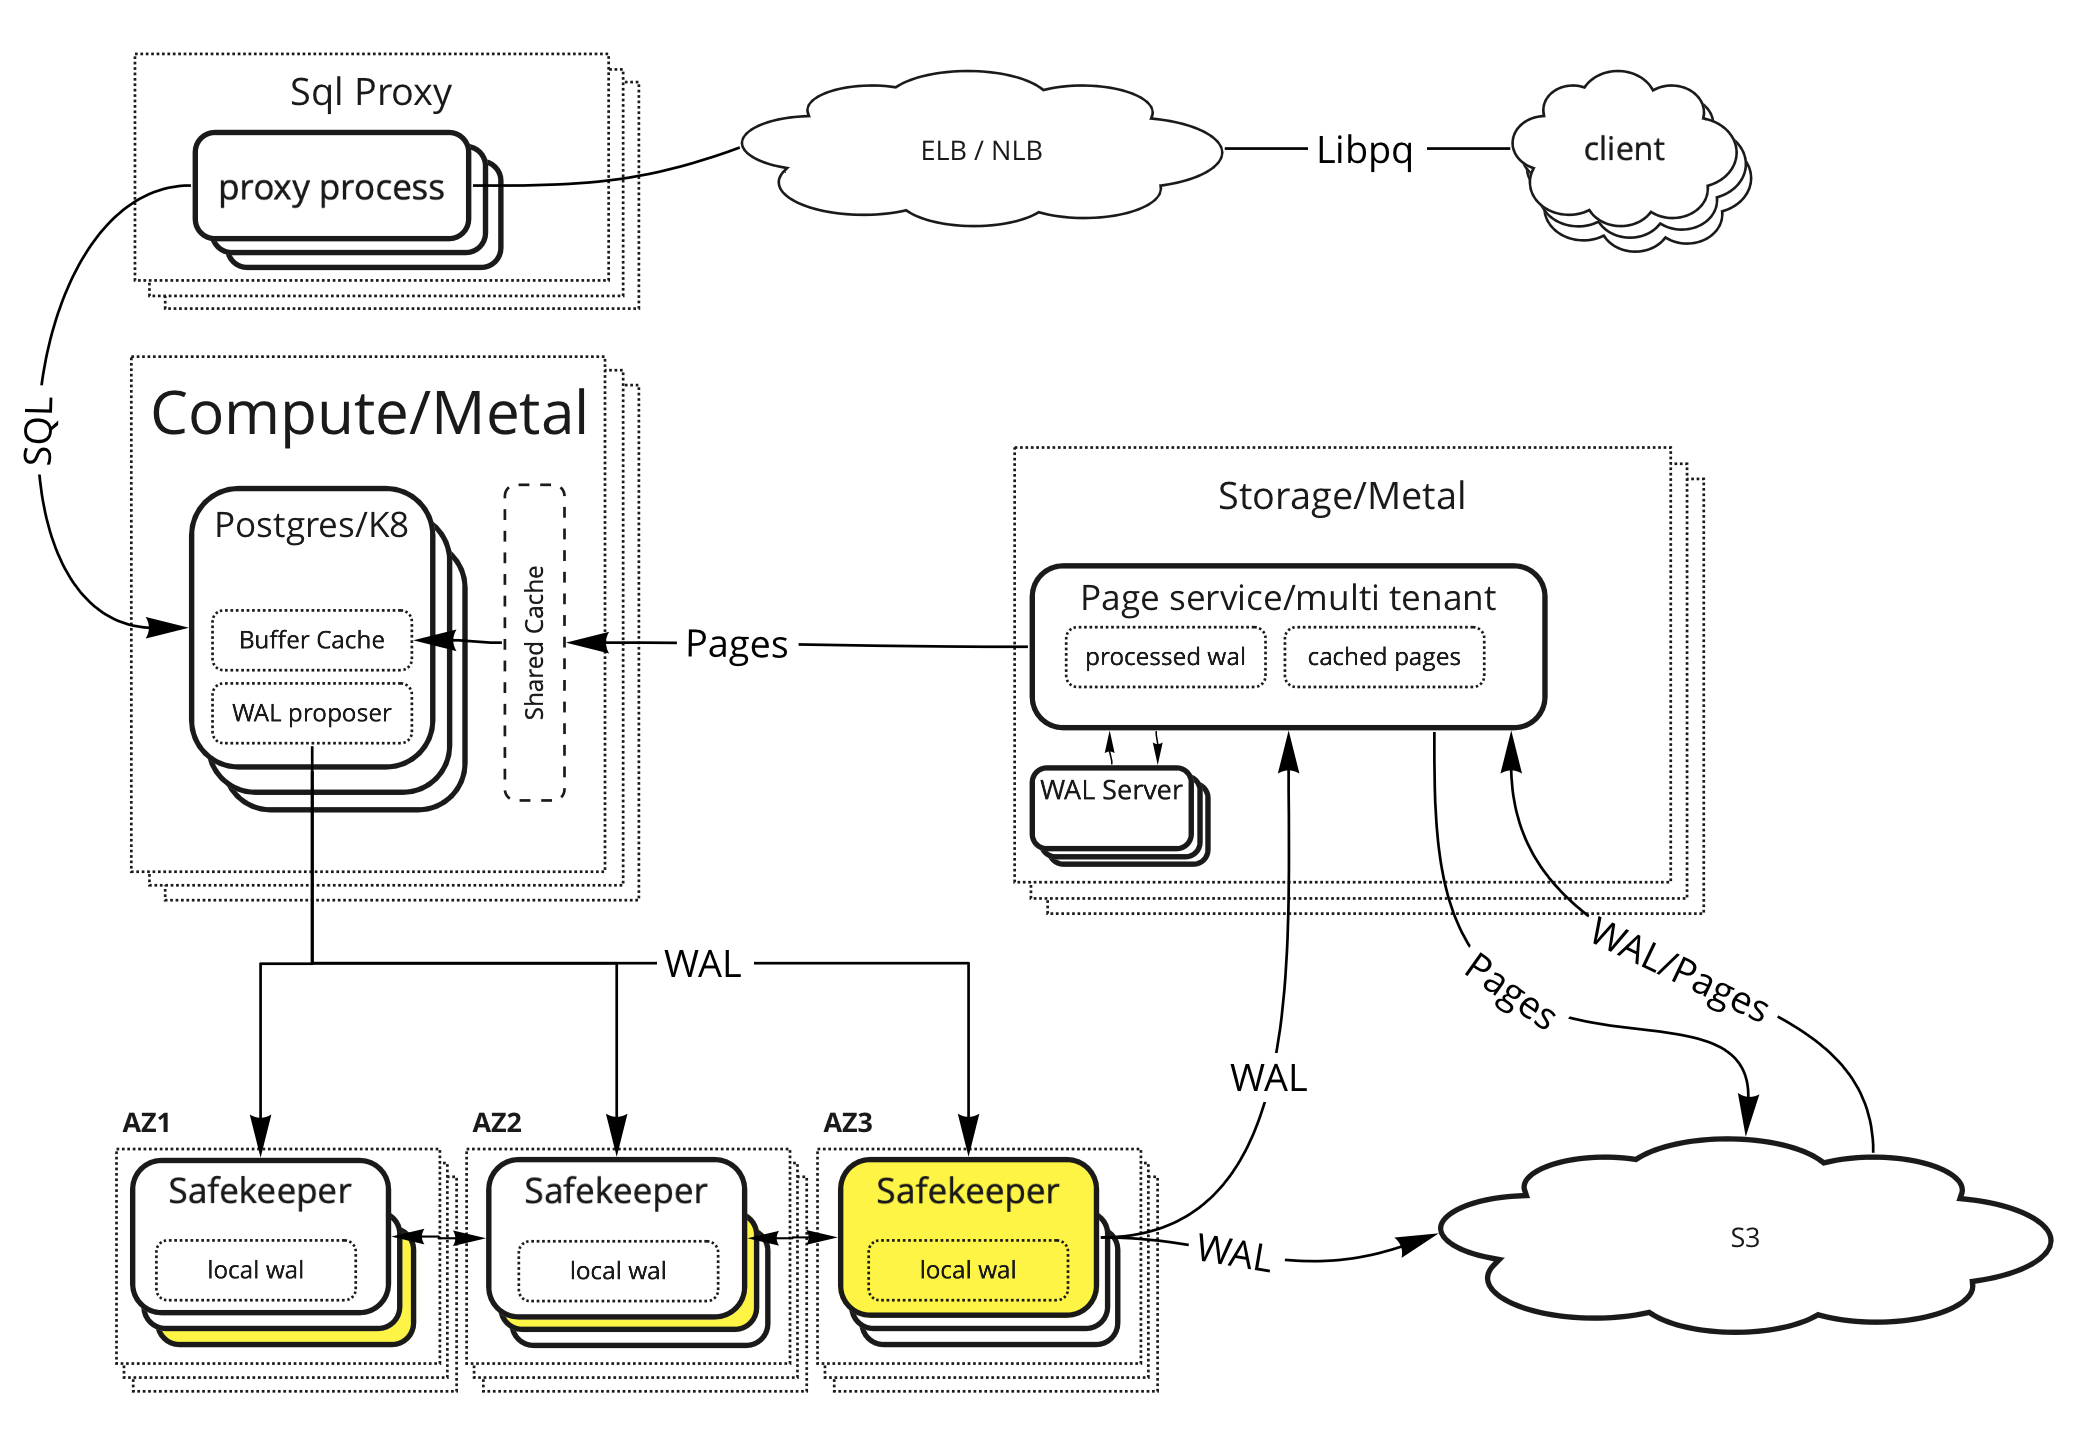 Sql Proxy
proxy process
ELB / NLB
Libpq
client
SQL
Compute/Metal
Postgres/K8
Buffer Cache
WAL proposer
Shared Cache
Pages
Storage/Metal
Page service/multi tenant
processed wal
cached pages
WAL Server
WAL
WAL
Pages
WAL/Pages
AZ1
Safekeeper
local wal
AZ2
Safekeeper
local wal
AZ3
Safekeeper
local wal
WAL
S3